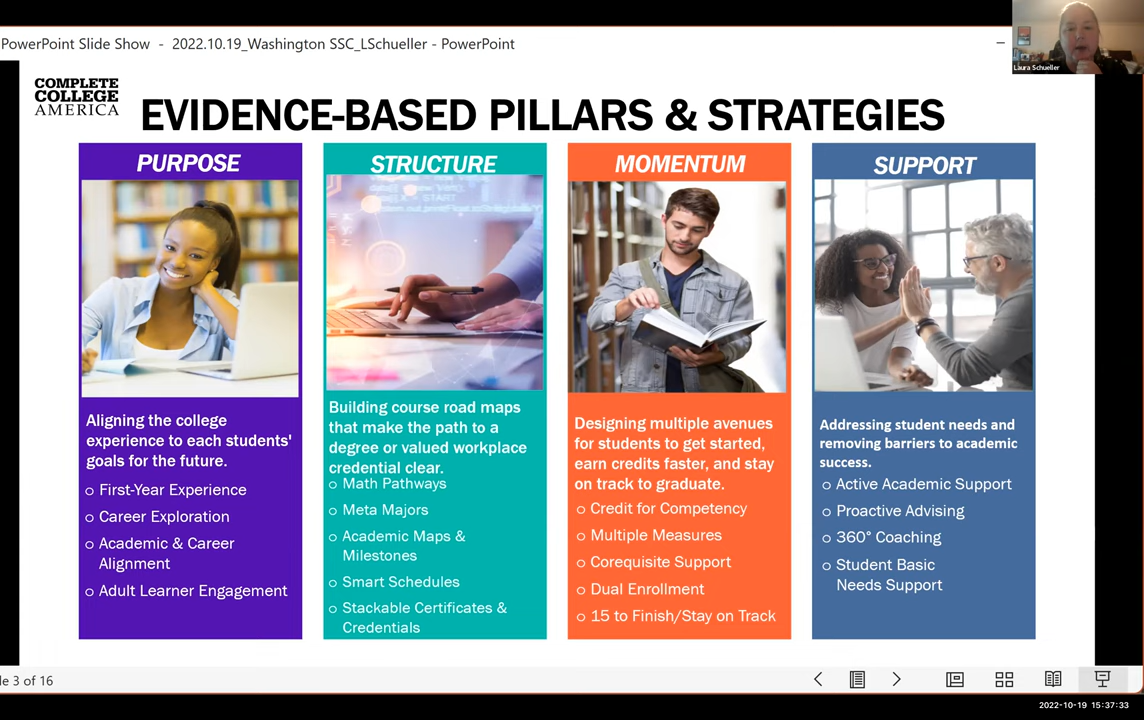 PowerPoint Slide Show - 2022.10.19_Washington SSC_LSchueller - PowerPoint
Laura Schueller
COMPLETE
COLLEGE
AMERICA
EVIDENCE-BASED PILLARS & STRATEGIES
PURPOSE
Aligning the college
experience to each students'
goals for the future.
o First-Year Experience
o Career Exploration
o Academic & Career
Alignment
o Adult Learner Engagement
STRUCTURE
Building course road maps
that make the path to a
degree or valued workplace
credential clear.
o Math Pathways
o Meta Majors
o Academic Maps &
Milestones
o Smart Schedules
o Stackable Certificates &
Credentials
MOMENTUM
Designing multiple avenues
for students to get started,
earn credits faster, and stay
on track to graduate.
o Credit for Competency
o Multiple Measures
o Corequisite Support
o Dual Enrollment
o 15 to Finish/Stay on Track
SUPPORT
Addressing student needs and
removing barriers to academic
success.
o Active Academic Support
o Proactive Advising
o 360° Coaching
o Student Basic
Needs Support
le 3 of 16
2022-10-19 15:37:33